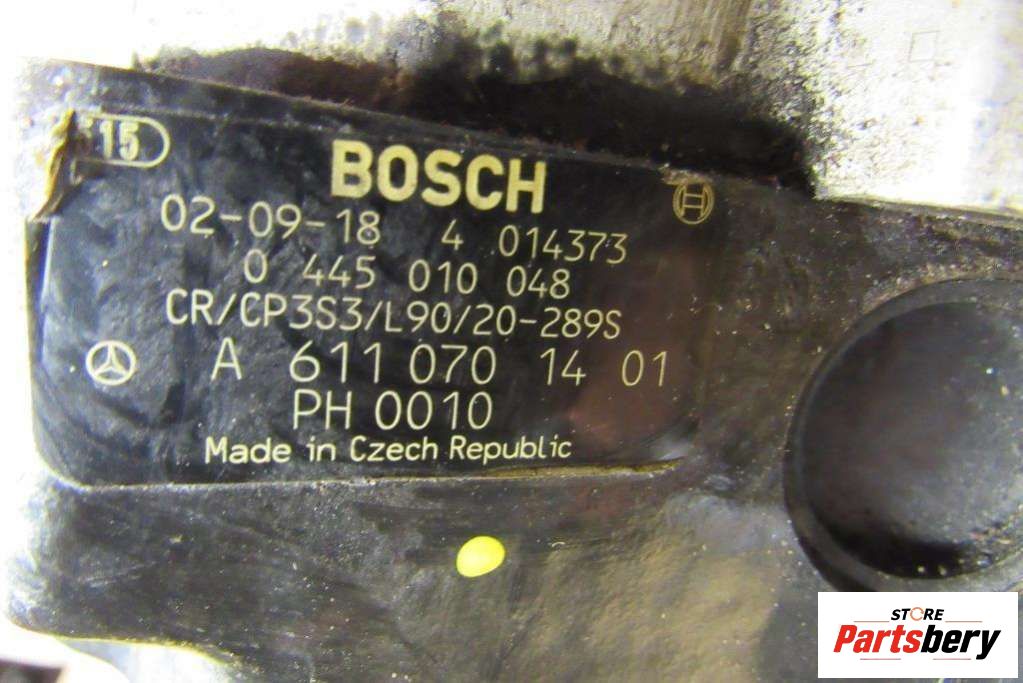 515
BOSCH
02-09-18 4 014373
0 445 010 048
CR/CP3S3/L90/20-289S
A 611 070 14 01
PH 0010
Made in Czech Republic
STORE
Partsbery